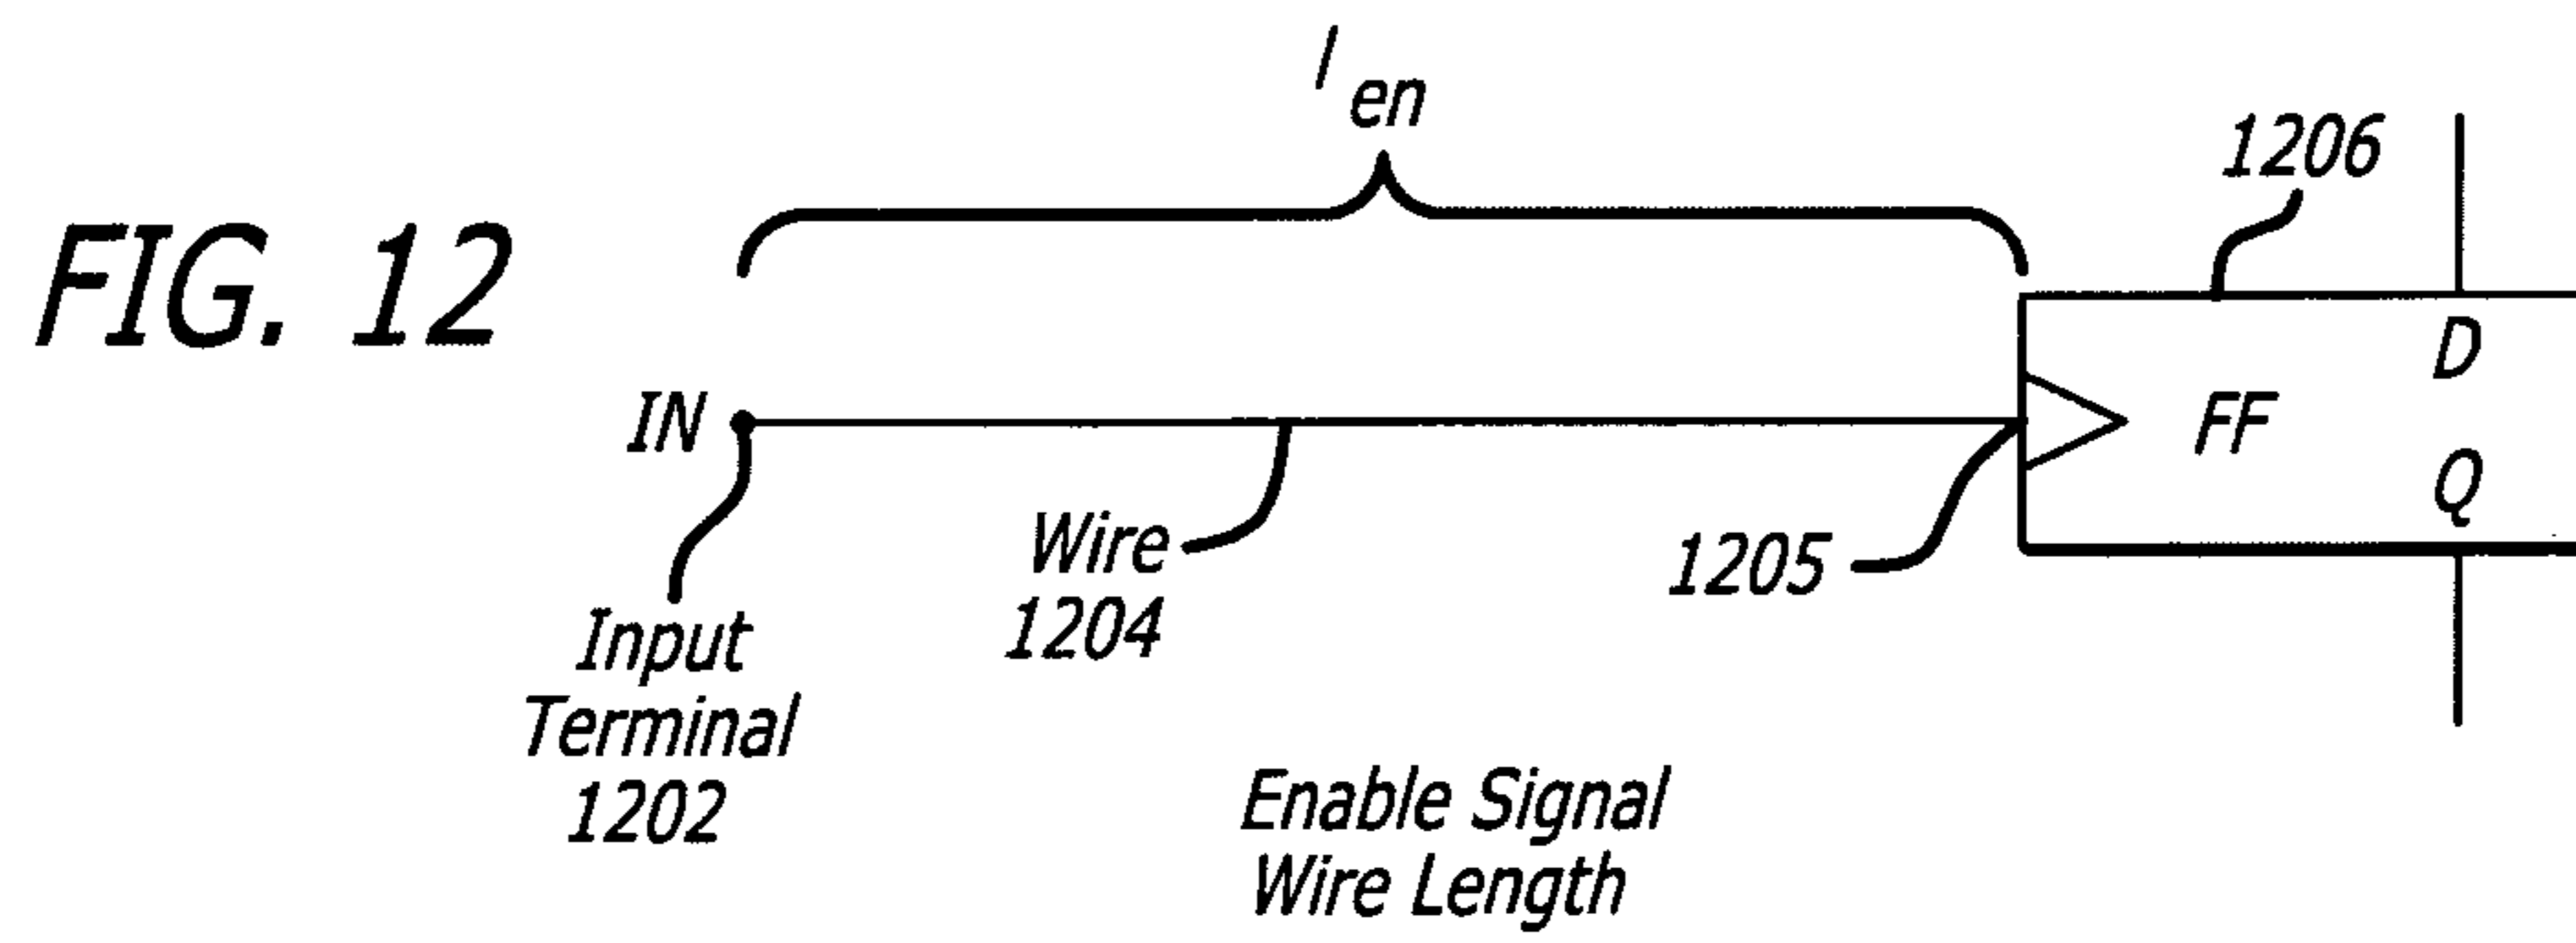 l en
1206
FIG. 12
D
IN
FF
Q
Wire
1204
1205
Input
Terminal
1202
Enable Signal
Wire Length